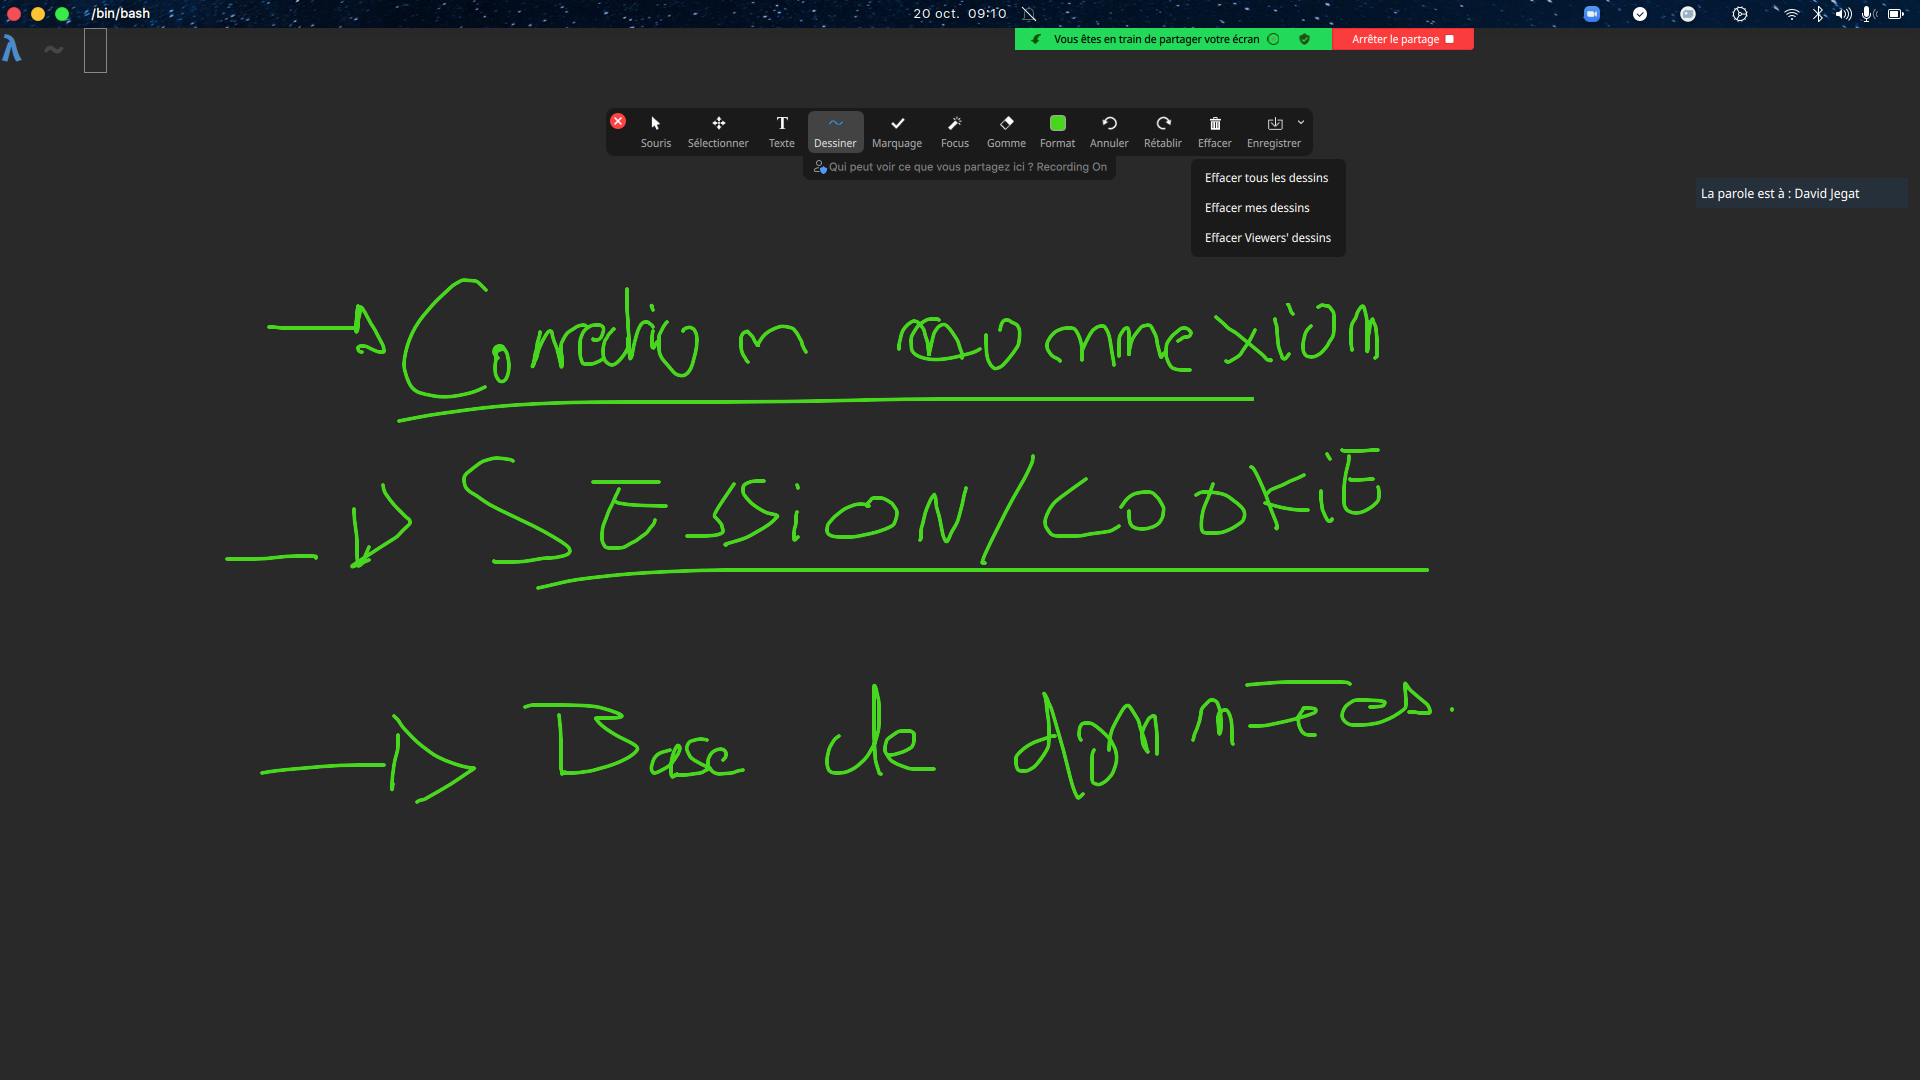 /bin/bash
20 oct. 09:10
λ ~
Vous êtes en train de partager votre écran
Arrêter le partage
Souris Sélectionner Texte Dessiner Marquage Focus Gomme Format Annuler Rétablir Effacer Enregistrer
Qui peut voir ce que vous partagez ici ? Recording On
Effacer tous les dessins
Effacer mes dessins
Effacer Viewers' dessins
La parole est à : David Jegat
SESSION/COOKIE
Base de données.